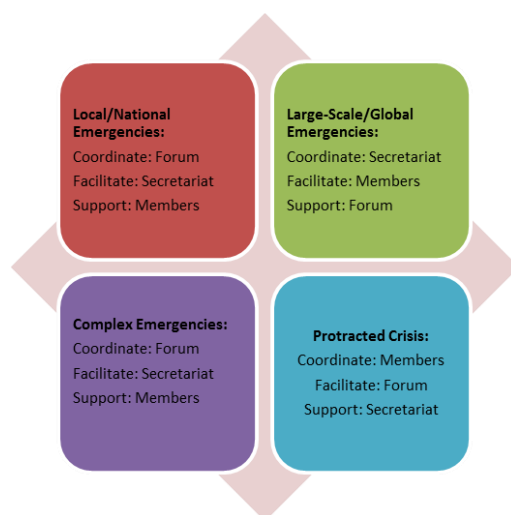 Local/National
Emergencies:
Coordinate: Forum
Facilitate: Secretariat
Support: Members
Large-Scale/Global
Emergencies:
Coordinate: Secretariat
Facilitate: Members
Support: Forum
Complex Emergencies:
Coordinate: Forum
Facilitate: Secretariat
Support: Members
Protracted Crisis:
Coordinate: Members
Facilitate: Forum
Support: Secretariat